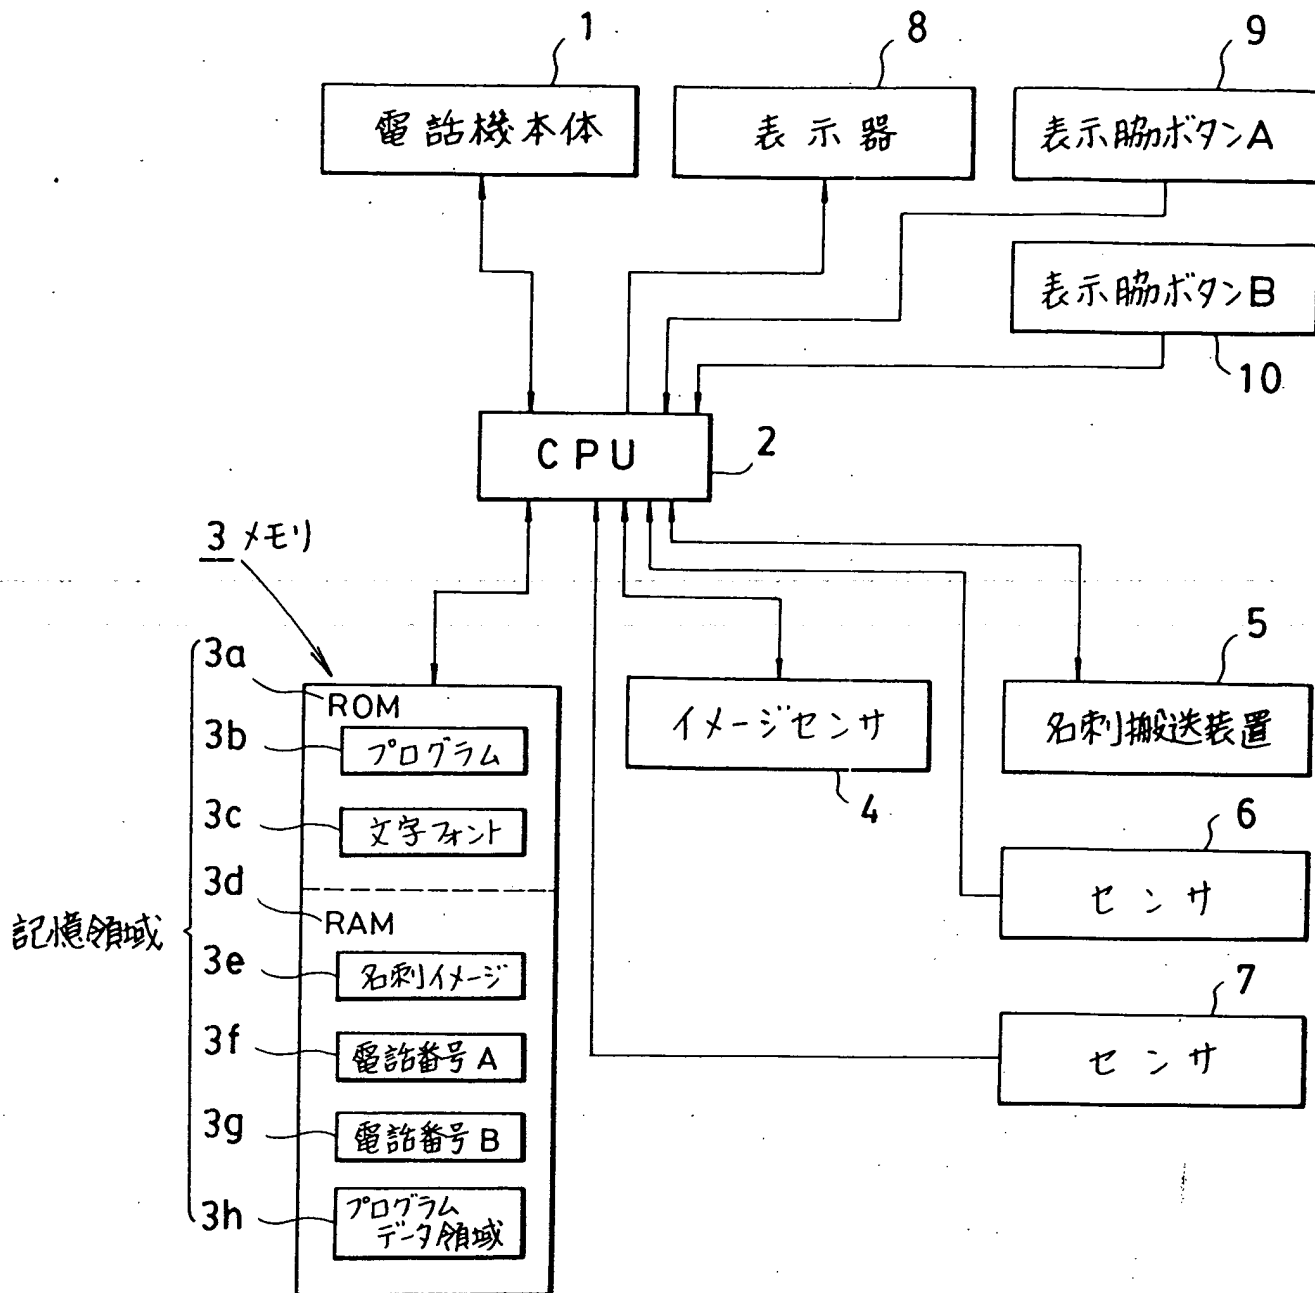 1
電話機本体
8
表示器
9
表示脇ボタンA
表示脇ボタンB
10
CPU
2
3 メモリ
3a
ROM
3b
プログラム
3c
文字フォント
3d
RAM
記憶領域
3e
名刺イメージ
3f
電話番号A
3g
電話番号B
3h
プログラム
データ領域
イメージセンサ
4
5
名刺搬送装置
6
センサ
7
センサ